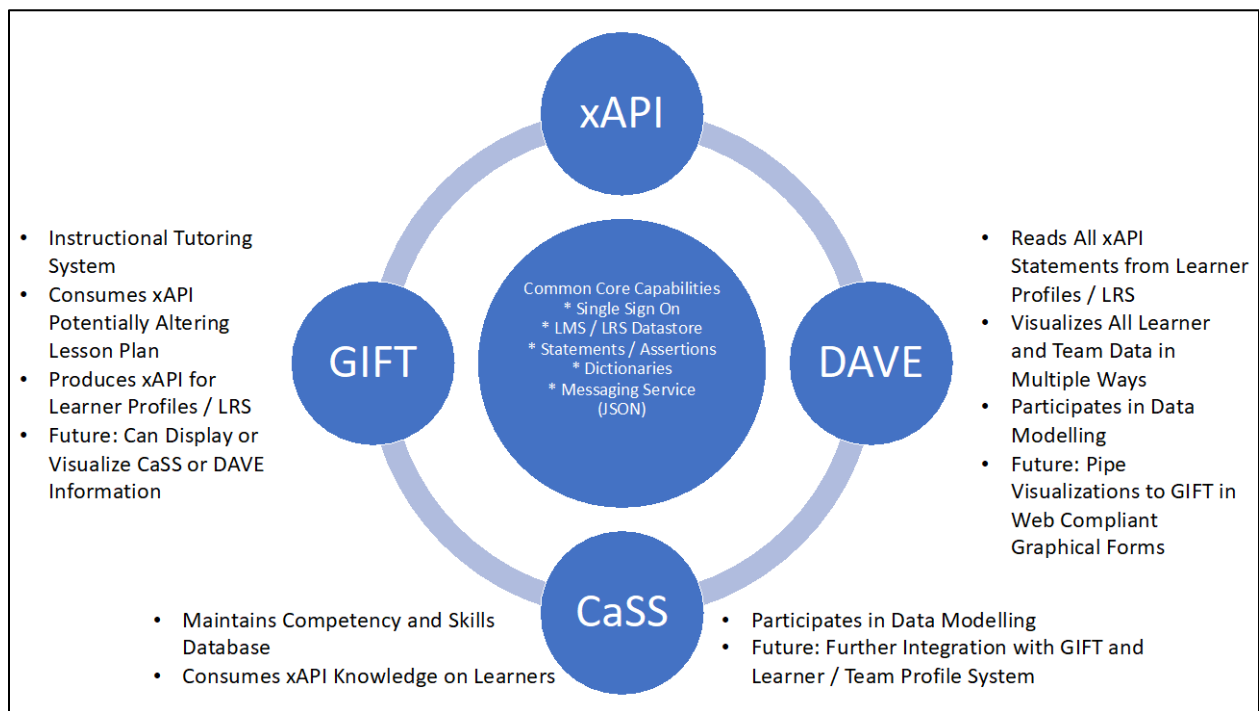 xAPI
• Instructional Tutoring
System
• Consumes xAPI
Potentially Altering
Lesson Plan
• Produces xAPI for
Learner Profiles / LRS
• Future: Can Display or
Visualize CaSS or DAVE
Information
GIFT
Common Core Capabilities
* Single Sign On
* LMS / LRS Datastore
* Statements / Assertions
* Dictionaries
* Messaging Service
(JSON)
DAVE
• Reads All xAPI
Statements from Learner
Profiles / LRS
• Visualizes All Learner
and Team Data in
Multiple Ways
• Participates in Data
Modelling
• Future: Pipe
Visualizations to GIFT in
Web Compliant
Graphical Forms
CaSS
• Maintains Competency and Skills
Database
• Consumes xAPI Knowledge on Learners
• Participates in Data Modelling
• Future: Further Integration with GIFT and
Learner / Team Profile System